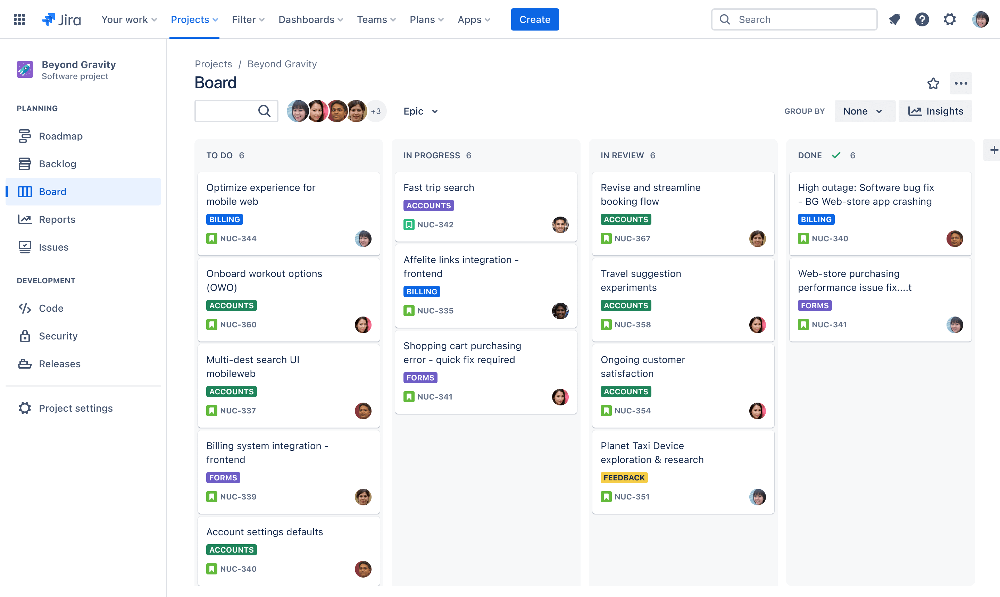 Jira
Your work
Projects
Filter
Dashboards
Teams
Plans
Apps
Create
Search
Beyond Gravity
Software project
PLANNING
Roadmap
Backlog
Board
Reports
Issues
DEVELOPMENT
Code
Security
Releases
Project settings
Projects / Beyond Gravity
Board
+3
Epic
GROUP BY
None
Insights
TO DO 6
Optimize experience for
mobile web
BILLING
NUC-344
Onboard workout options
(OWO)
ACCOUNTS
NUC-360
Multi-dest search UI
mobileweb
ACCOUNTS
NUC-337
Billing system integration -
frontend
FORMS
NUC-339
Account settings defaults
ACCOUNTS
NUC-340
IN PROGRESS 6
Fast trip search
ACCOUNTS
NUC-342
Affelite links integration -
frontend
BILLING
NUC-335
Shopping cart purchasing
error - quick fix required
FORMS
NUC-341
IN REVIEW 6
Revise and streamline
booking flow
ACCOUNTS
NUC-367
Travel suggestion
experiments
ACCOUNTS
NUC-358
Ongoing customer
satisfaction
ACCOUNTS
NUC-354
Planet Taxi Device
exploration & research
FEEDBACK
NUC-351
DONE 6
High outage: Software bug fix
- BG Web-store app crashing
BILLING
NUC-340
Web-store purchasing
performance issue fix....t
FORMS
NUC-341